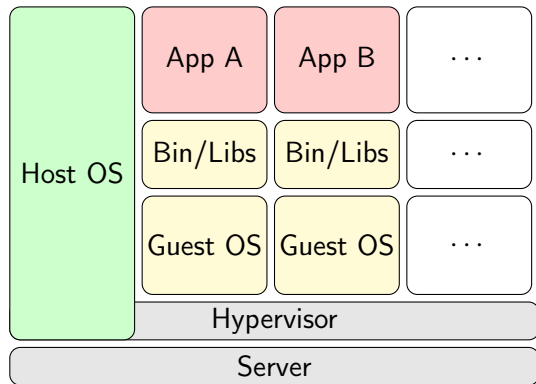 App A
App B
· · ·
Bin/Libs
Bin/Libs
· · ·
Host OS
Guest OS
Guest OS
· · ·
Hypervisor
Server